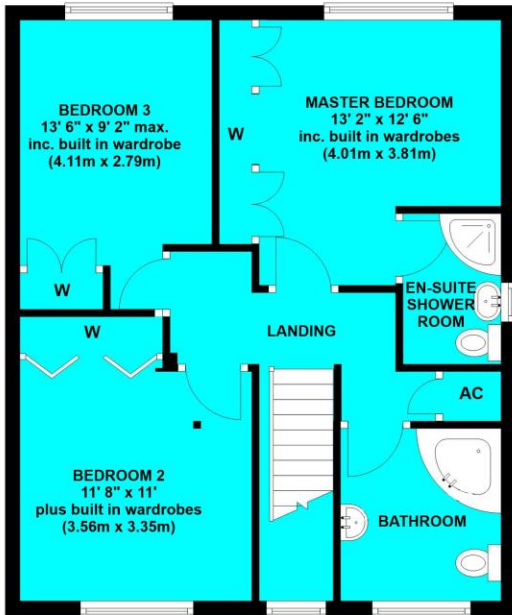 BEDROOM 3
13' 6" x 9' 2" max.
inc. built in wardrobe
(4.11m x 2.79m)
W
MASTER BEDROOM
13' 2" x 12' 6"
inc. built in wardrobes
(4.01m x 3.81m)
W
EN-SUITE
SHOWER
ROOM
LANDING
W
AC
BEDROOM 2
11' 8" x 11'
plus built in wardrobes
(3.56m x 3.35m)
BATHROOM